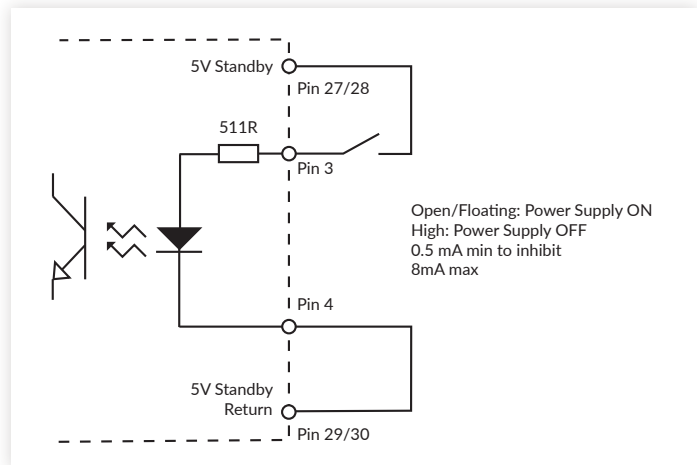 5V Standby
Pin 27/28
511R
Pin 3
Open/Floating: Power Supply ON
High: Power Supply OFF
0.5 mA min to inhibit
8mA max
Pin 4
5V Standby
Return
Pin 29/30